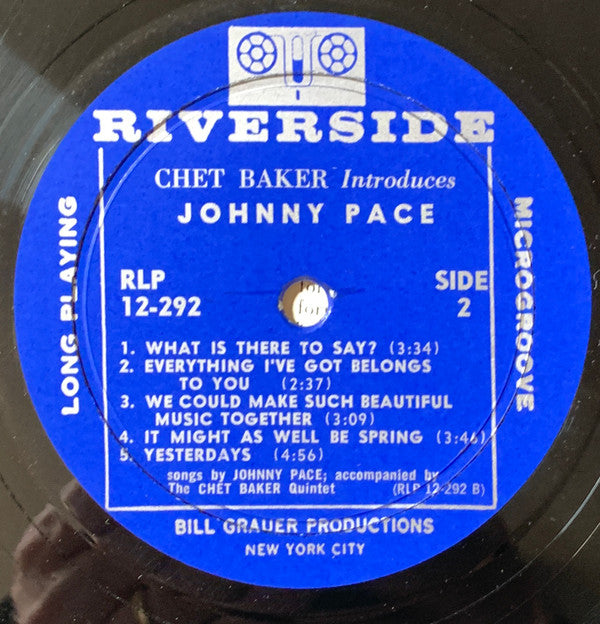 RIVERSIDE
CHET BAKER Introduces
JOHNNY PACE
LONG PLAYING
MICROGROOVE
RLP
12-292
SIDE
2
for
for
1. WHAT IS THERE TO SAY? (3:34)
2. EVERYTHING I'VE GOT BELONGS
TO YOU (2:37)
3. WE COULD MAKE SUCH BEAUTIFUL
MUSIC TOGETHER (3:09)
4. IT MIGHT AS WELL BE SPRING (3:46)
5. YESTERDAYS (4:56)
songs by JOHNNY PACE; accompanied by
The CHET BAKER Quintet (RLP 12-292 B)
BILL GRAUER PRODUCTIONS
NEW YORK CITY